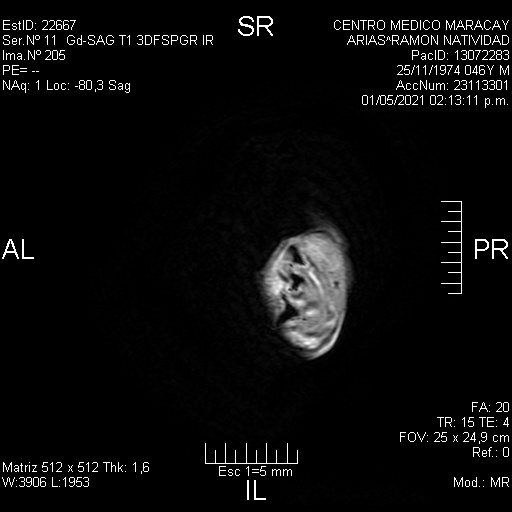 EstID: 22667
Ser.Nº 11 Gd-SAG T1 3DFSPGR IR
Ima.Nº 205
PE= --
NAq: 1 Loc: -80,3 Sag
SR
CENTRO MEDICO MARACAY
ARIAS^RAMON NATIVIDAD
PacID: 13072283
25/11/1974 046Y M
AccNum: 23113301
01/05/2021 02:13:11 p.m.
AL
PR
FA: 20
TR: 15 TE: 4
FOV: 25 x 24,9 cm
Ref.: 0
Mod.: MR
Matriz 512 x 512 Thk: 1,6
W:3906 L:1953
Esc 1=5 mm
IL